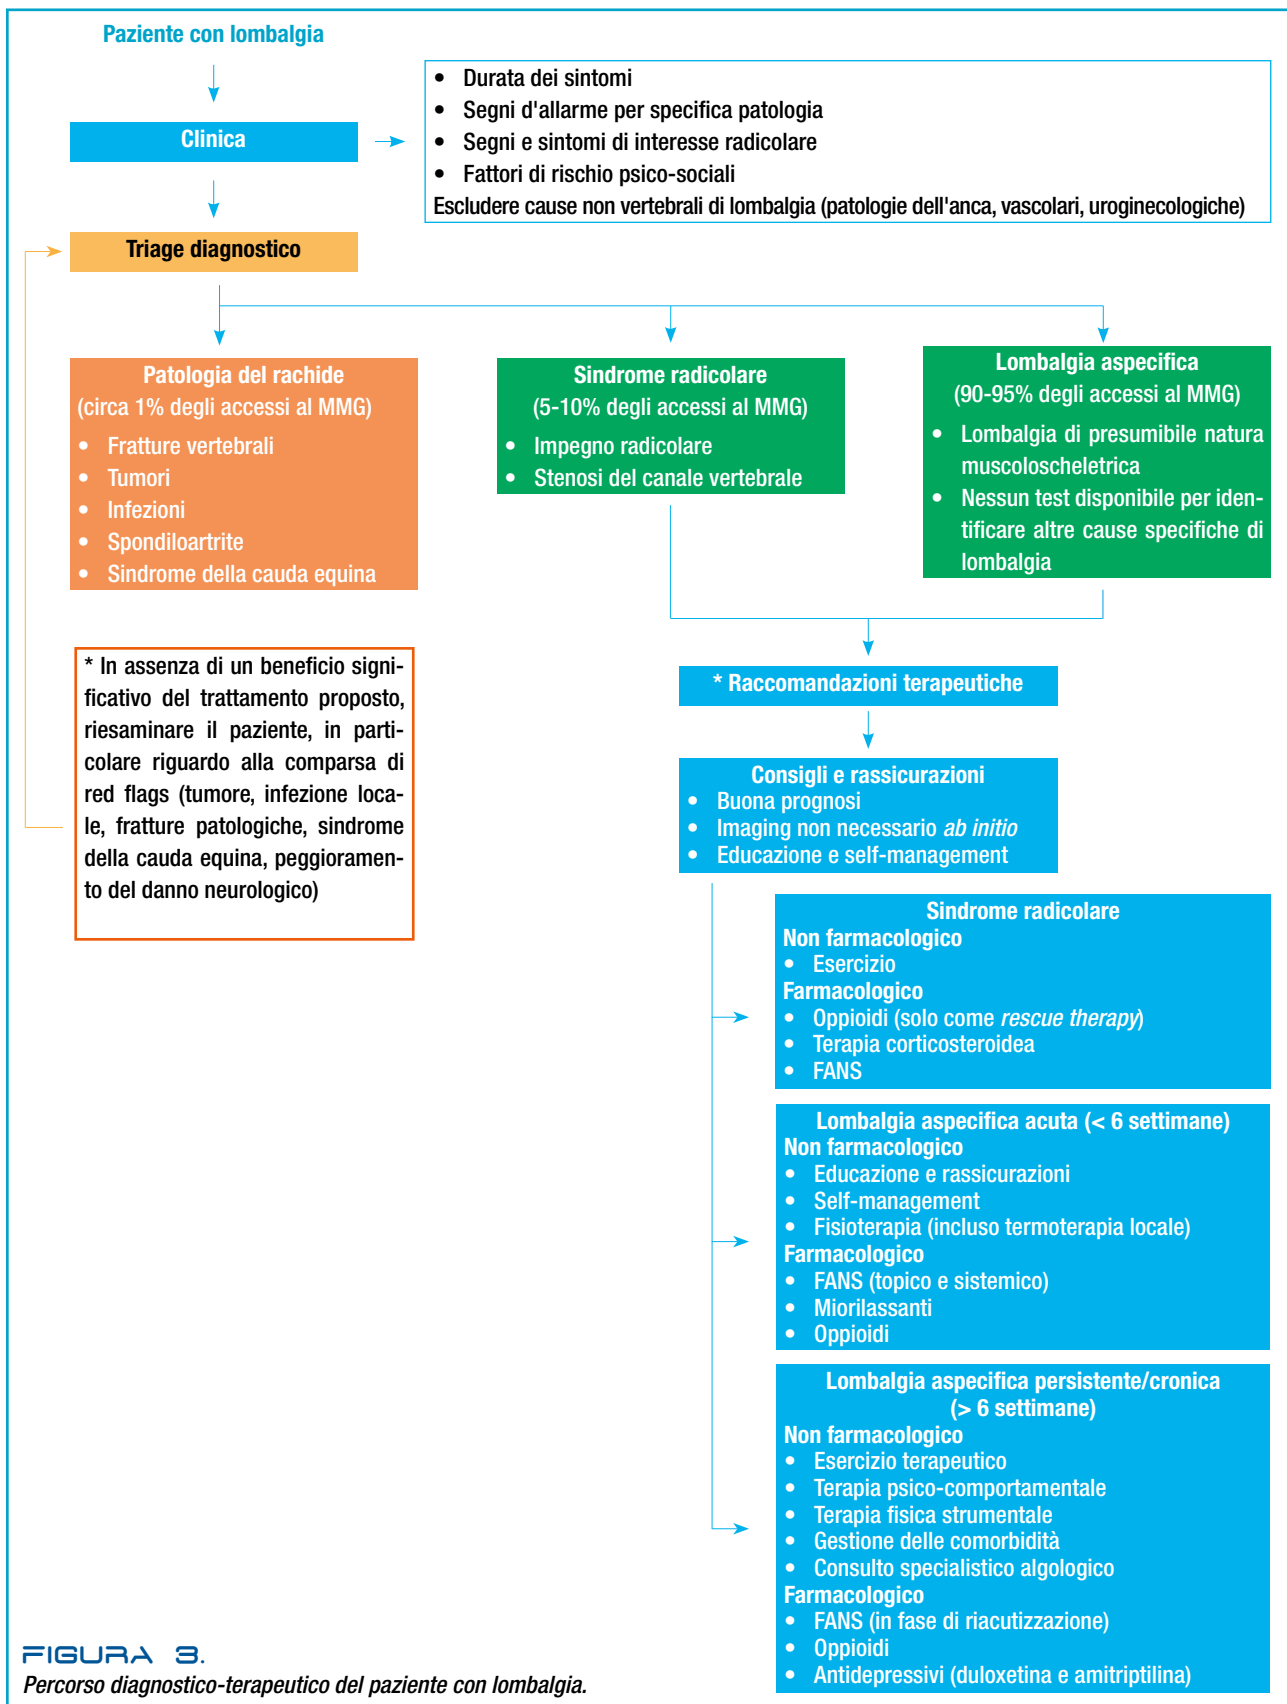 Paziente con lombalgia
Clinica
• Durata dei sintomi
• Segni d'allarme per specifica patologia
• Segni e sintomi di interesse radicolare
• Fattori di rischio psico-sociali
Escludere cause non vertebrali di lombalgia (patologie dell'anca, vascolari, uroginecologiche)
Triage diagnostico
Patologia del rachide
(circa 1% degli accessi al MMG)
• Fratture vertebrali
• Tumori
• Infezioni
• Spondiloartrite
• Sindrome della cauda equina
Sindrome radicolare
(5-10% degli accessi al MMG)
• Impegno radicolare
• Stenosi del canale vertebrale
Lombalgia aspecifica
(90-95% degli accessi al MMG)
• Lombalgia di presumibile natura
muscoloscheletrica
• Nessun test disponibile per iden-
tificare altre cause specifiche di
lombalgia
* In assenza di un beneficio signi-
ficativo del trattamento proposto,
riesaminare il paziente, in parti-
colare riguardo alla comparsa di
red flags (tumore, infezione loca-
le, fratture patologiche, sindrome
della cauda equina, peggioramen-
to del danno neurologico)
* Raccomandazioni terapeutiche
Consigli e rassicurazioni
• Buona prognosi
• Imaging non necessario ab initio
• Educazione e self-management
Sindrome radicolare
Non farmacologico
• Esercizio
Farmacologico
• Oppioidi (solo come rescue therapy)
• Terapia corticosteroidea
• FANS
Lombalgia aspecifica acuta (< 6 settimane)
Non farmacologico
• Educazione e rassicurazioni
• Self-management
• Fisioterapia (incluso termoterapia locale)
Farmacologico
• FANS (topico e sistemico)
• Miorilassanti
• Oppioidi
Lombalgia aspecifica persistente/cronica
(> 6 settimane)
Non farmacologico
• Esercizio terapeutico
• Terapia psico-comportamentale
• Terapia fisica strumentale
• Gestione delle comorbidità
• Consulto specialistico algologico
Farmacologico
• FANS (in fase di riacutizzazione)
• Oppioidi
• Antidepressivi (duloxetina e amitriptilina)
FIGURA 3.
Percorso diagnostico-terapeutico del paziente con lombalgia.